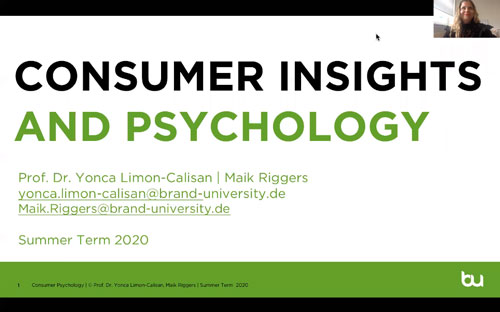 CONSUMER INSIGHTS
AND PSYCHOLOGY
Prof. Dr. Yonca Limon-Calisan | Maik Riggers
yonca.limon-calisan@brand-university.de
Maik.Riggers@brand-university.de
Summer Term 2020
1 Consumer Psychology | © Prof. Dr. Yonca Limon-Calisan, Maik Riggers | Summer Term 2020
bu